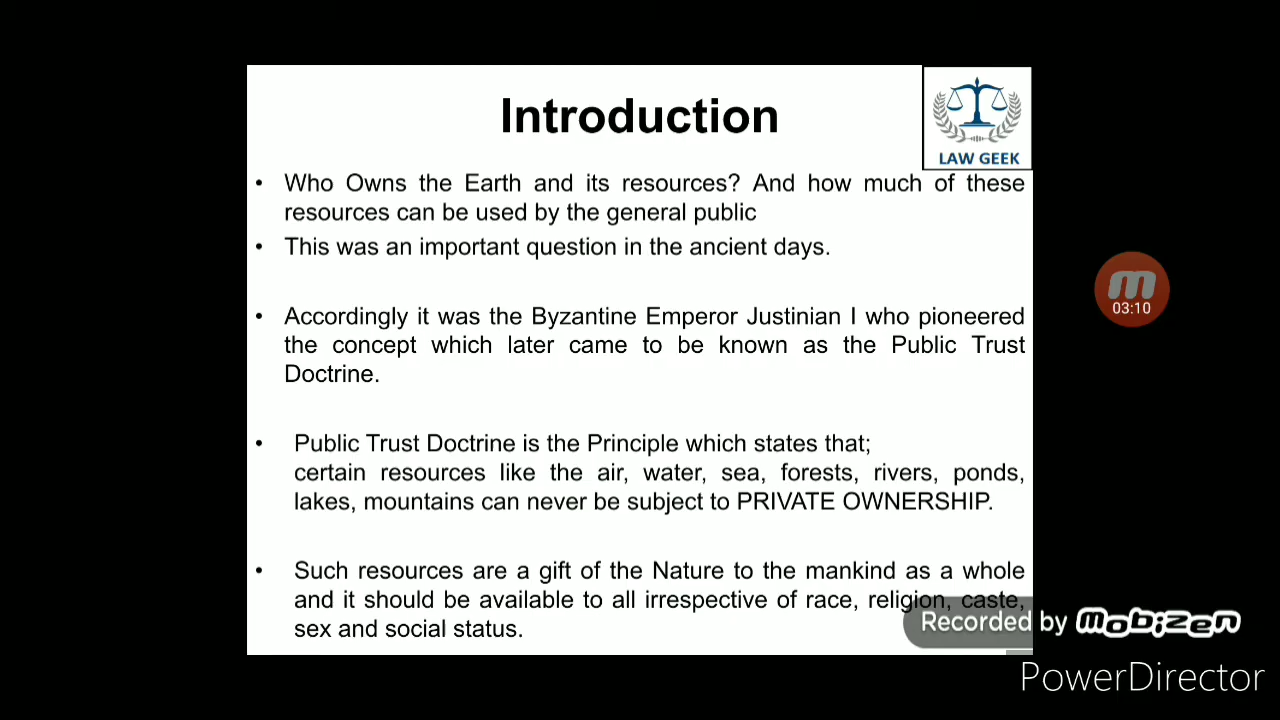 Introduction
LAW GEEK
• Who Owns the Earth and its resources? And how much of these
resources can be used by the general public
• This was an important question in the ancient days.
• Accordingly it was the Byzantine Emperor Justinian I who pioneered
the concept which later came to be known as the Public Trust
Doctrine.
• Public Trust Doctrine is the Principle which states that;
certain resources like the air, water, sea, forests, rivers, ponds,
lakes, mountains can never be subject to PRIVATE OWNERSHIP.
• Such resources are a gift of the Nature to the mankind as a whole
and it should be available to all irrespective of race, religion, caste,
sex and social status.
03:10
Recorded by mobizen
PowerDirector